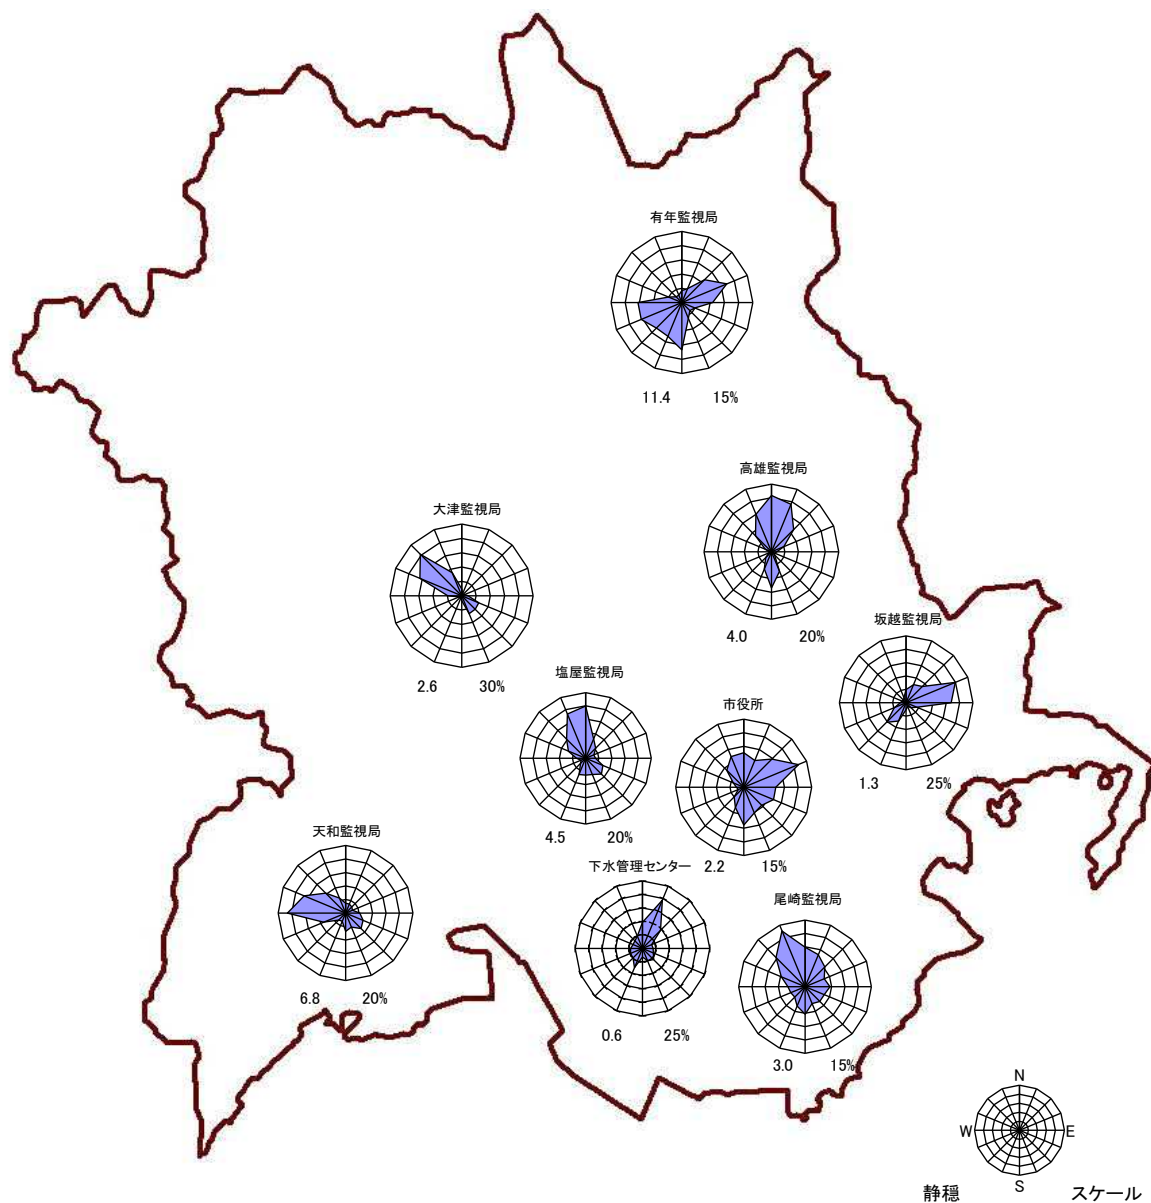 有年監視局
11.4 15%
高雄監視局
4.0 20%
大津監視局
2.6 30%
坂越監視局
1.3 25%
塩屋監視局
4.5 20%
市役所
2.2 15%
天和監視局
6.8 20%
下水管理センター
0.6 25%
尾崎監視局
3.0 15%
N
W E
S
静穏 スケール